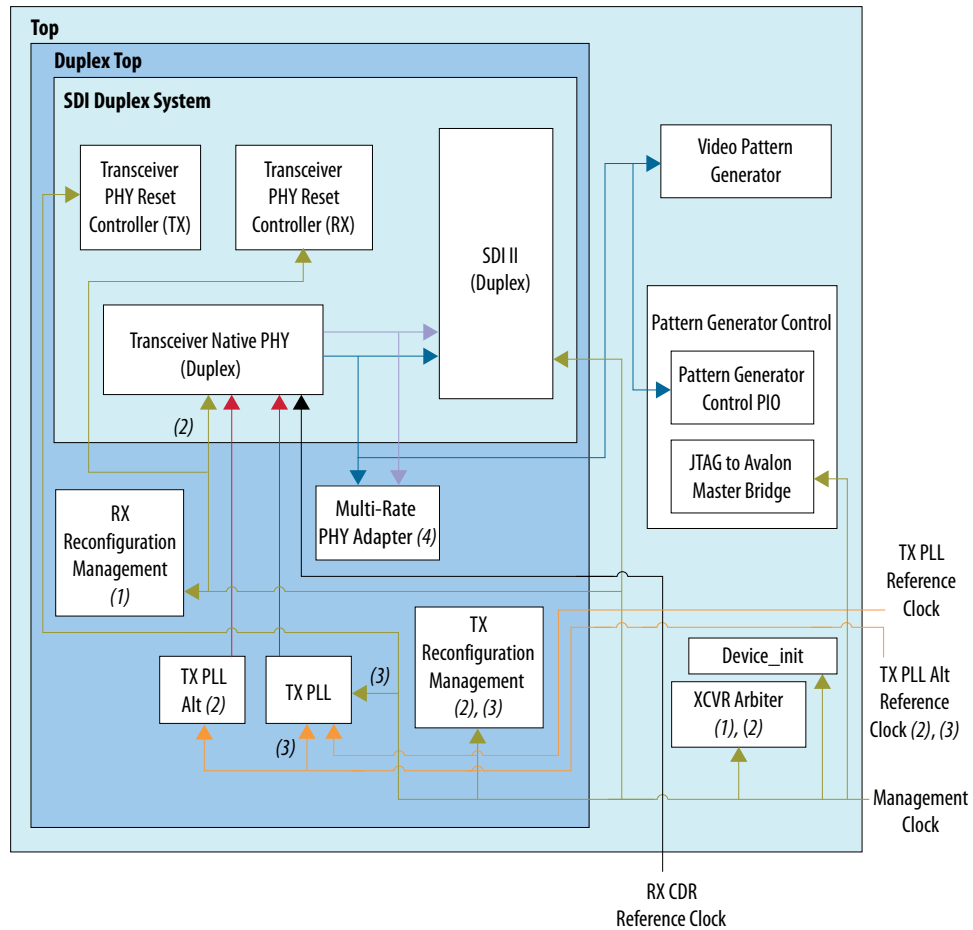 Top
Duplex Top
SDI Duplex System
Transceiver
PHY Reset
Controller (TX)
Transceiver
PHY Reset
Controller (RX)
SDI II
(Duplex)
Video Pattern
Generator
Transceiver Native PHY
(Duplex)
Pattern Generator Control
Pattern Generator
Control PIO
JTAG to Avalon
Master Bridge
(2)
RX
Reconfiguration
Management
(1)
Multi-Rate
PHY Adapter (4)
TX PLL
Reference
Clock
TX PLL
Alt (2)
TX PLL
(3)
(3)
TX
Reconfiguration
Management
(2), (3)
Device_init
XCVR Arbiter
(1), (2)
TX PLL Alt
Reference
Clock (2), (3)
Management
Clock
RX CDR
Reference Clock